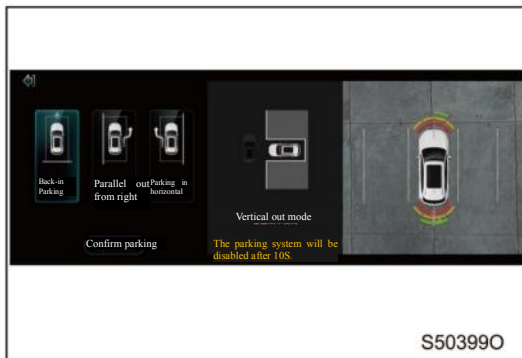 Back-in
Parking
Parallel out
from right
Parking in
horizontal
Confirm parking
Vertical out mode
The parking system will be
disabled after 10S.
S50399O